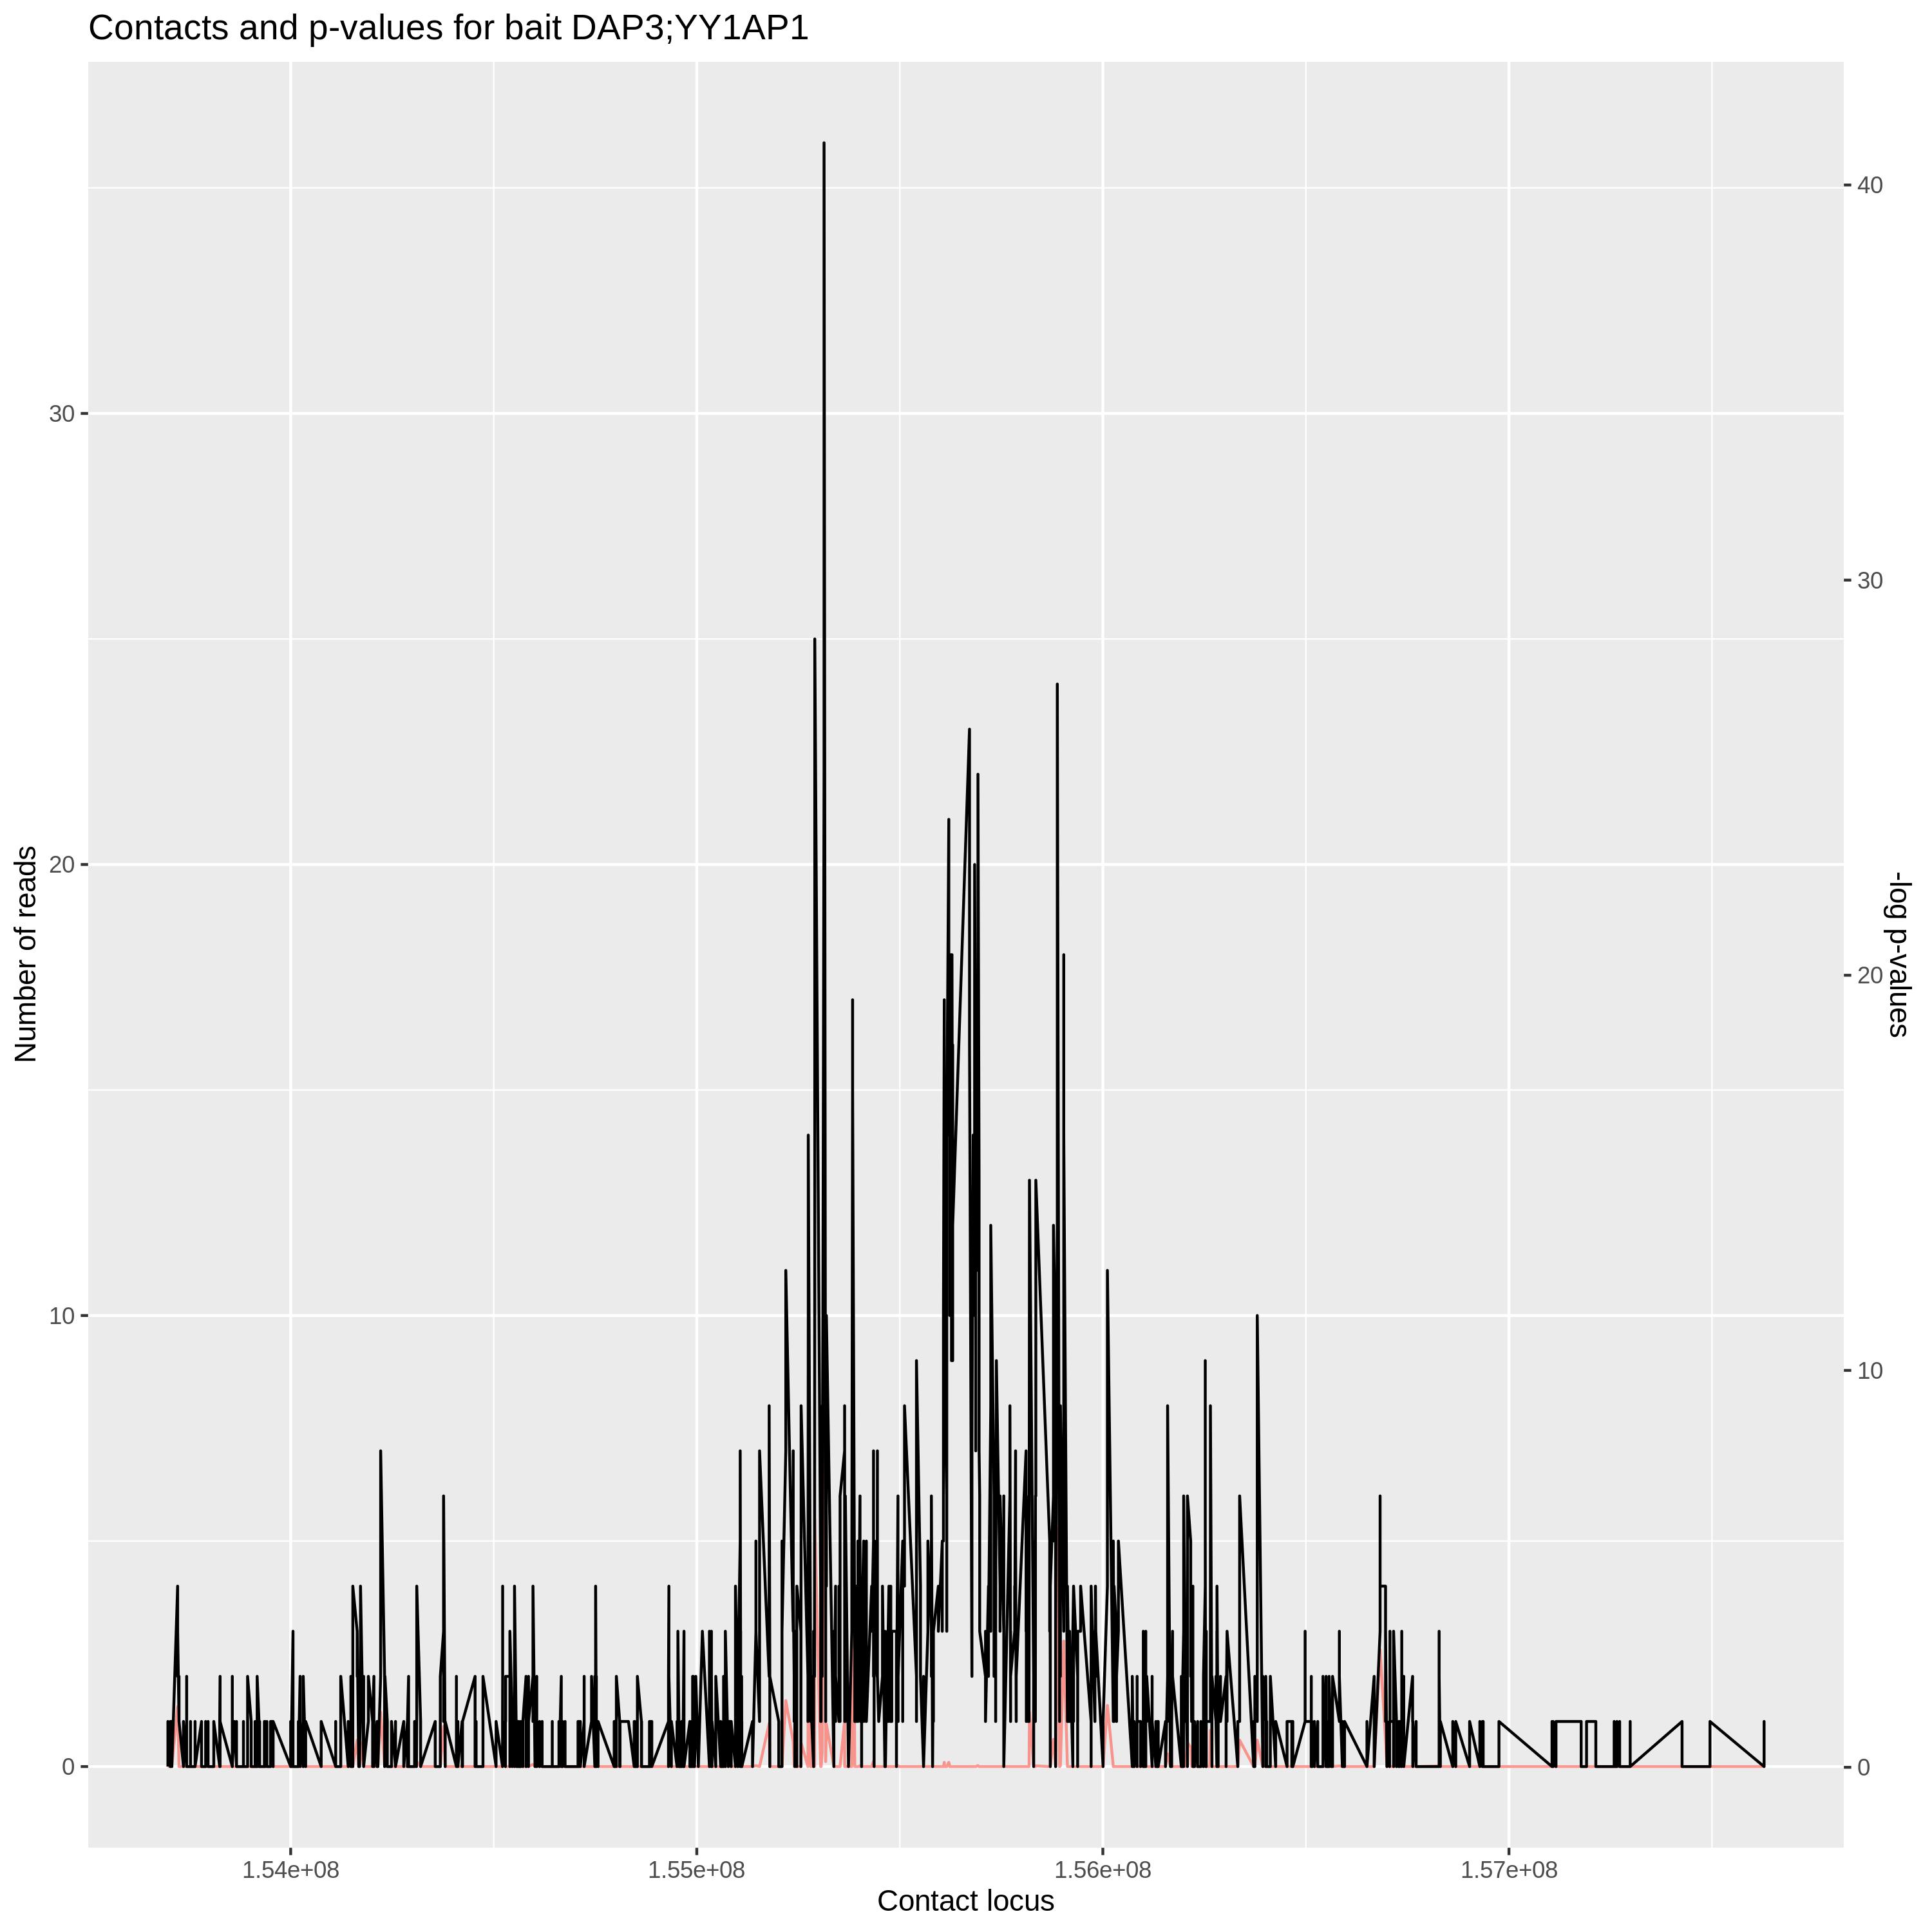 Contacts and p-values for bait DAP3;YY1AP1
Number of reads
30
20
10
0
40
30
20
10
0
-log p-values
1.54e+08
1.55e+08
1.56e+08
1.57e+08
Contact locus